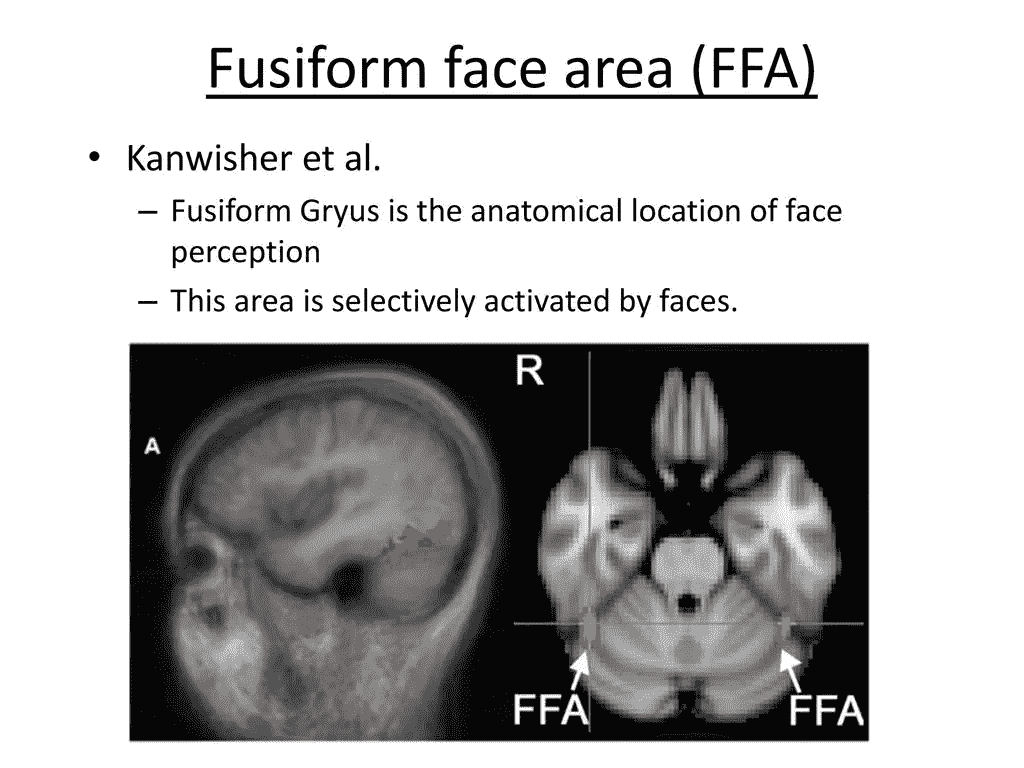 Fusiform face area (FFA)
• Kanwisher et al.
– Fusiform Gryus is the anatomical location of face
perception
– This area is selectively activated by faces.
R
A
FFA
FFA